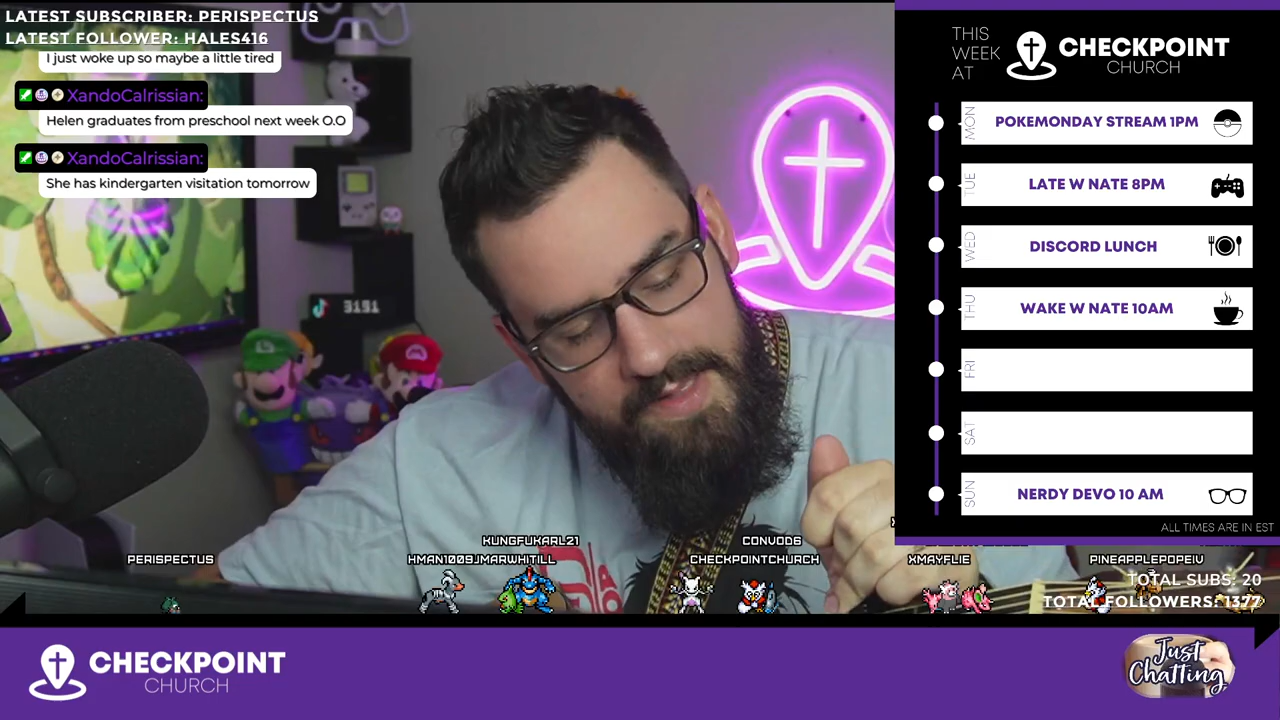 LATEST SUBSCRIBER: PERISPECTUS
LATEST FOLLOWER: HALES416
I just woke up so maybe a little tired
XandoCalrissian:
Helen graduates from preschool next week O.O
XandoCalrissian:
She has kindergarten visitation tomorrow
3151
THIS
WEEK
AT
CHECKPOINT
CHURCH
MON
POKEMONDAY STREAM 1PM
TUE
LATE W NATE 8PM
WED
DISCORD LUNCH
THU
WAKE W NATE 10AM
FRI
SAT
SUN
NERDY DEVO 10 AM
ALL TIMES ARE IN EST
PERISPECTUS
KUNGFUKARL21
HMAN1009JMARWHITILL
CONVOD6
CHECKPOINTCHURCH
XMAYFLIE
PINEAPPLEPOPEIV
TOTAL SUBS: 20
TOTAL FOLLOWERS: 1377
CHECKPOINT
CHURCH
Just
Chatting